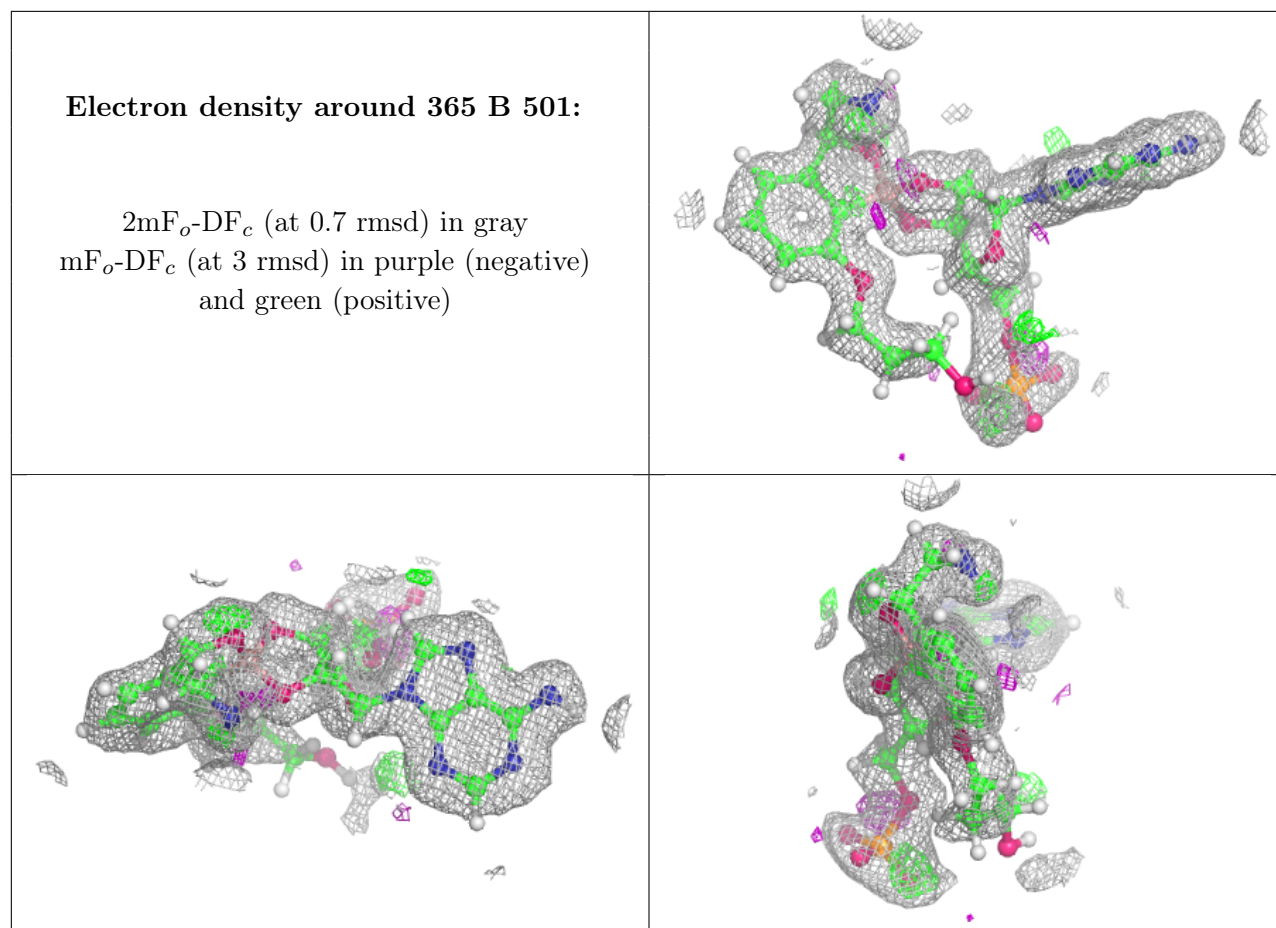 Electron density around 365 B 501:
2mFo-DFc (at 0.7 rmsd) in gray
mFo-DFc (at 3 rmsd) in purple (negative)
and green (positive)